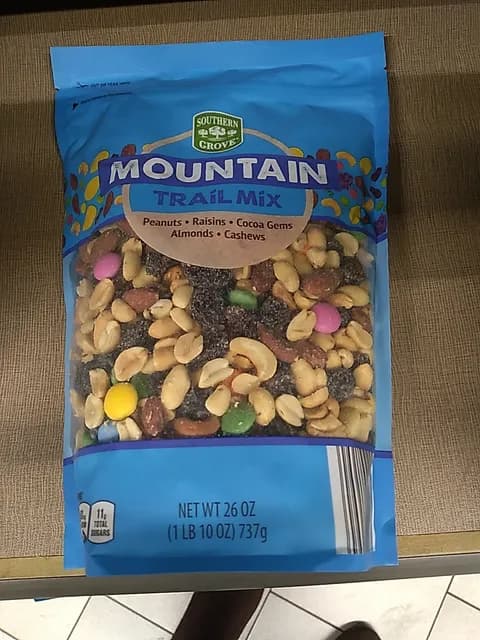 SOUTHERN
GROVE
MOUNTAIN
TRAIL MIX
Peanuts • Raisins • Cocoa Gems
Almonds • Cashews
11g
TOTAL
SUGARS
NET WT 26 OZ
(1 LB 10 OZ) 737g